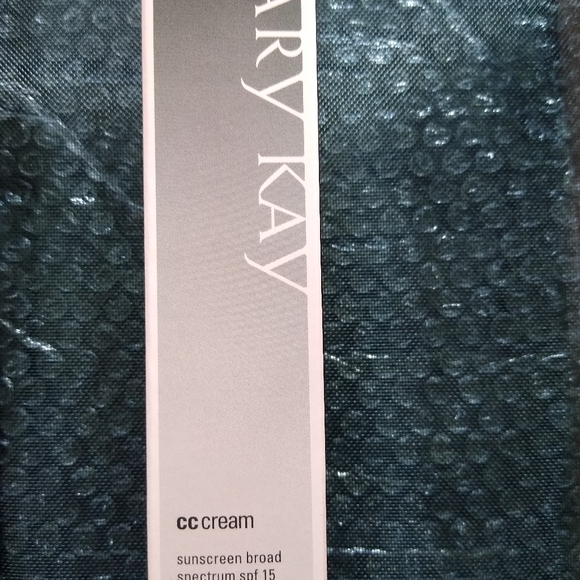 ARY KAY
cc cream
sunscreen broad
spectrum spf 15